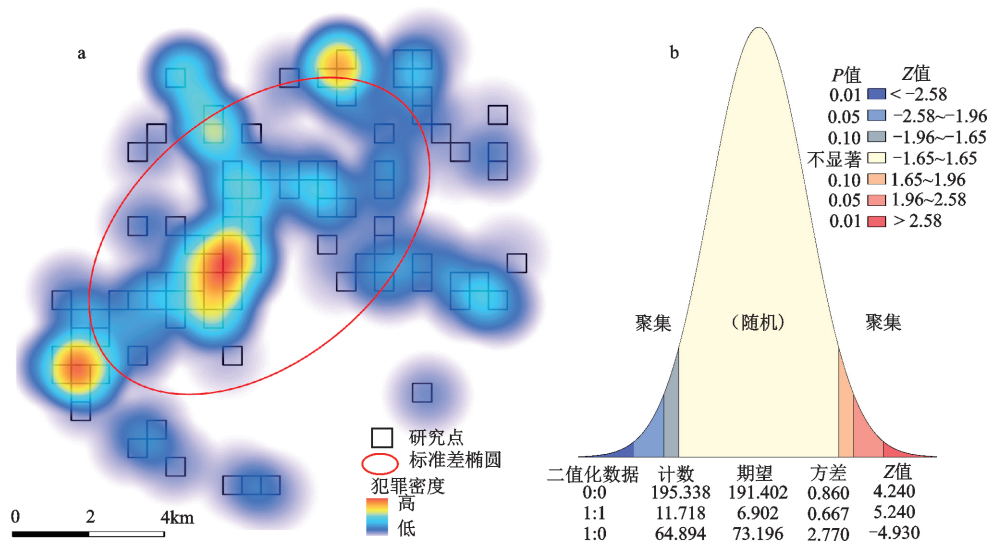 a
研究点
标准差椭圆
犯罪密度
高
低
0 2 4km
b
P值 Z值
0.01 < -2.58
0.05 -2.58~-1.96
0.10 -1.96~-1.65
不显著 -1.65~1.65
0.10 1.65~1.96
0.05 1.96~2.58
0.01 > 2.58
聚集 （随机） 聚集
二值化数据 计数 期望 方差 Z值
0:0 195.338 191.402 0.860 4.240
1:1 11.718 6.902 0.667 5.240
1:0 64.894 73.196 2.770 -4.930